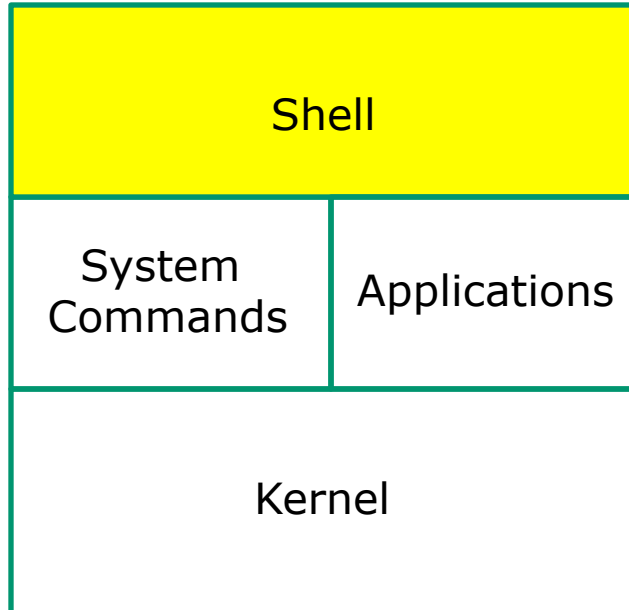 Shell
System
Commands
Applications
Kernel